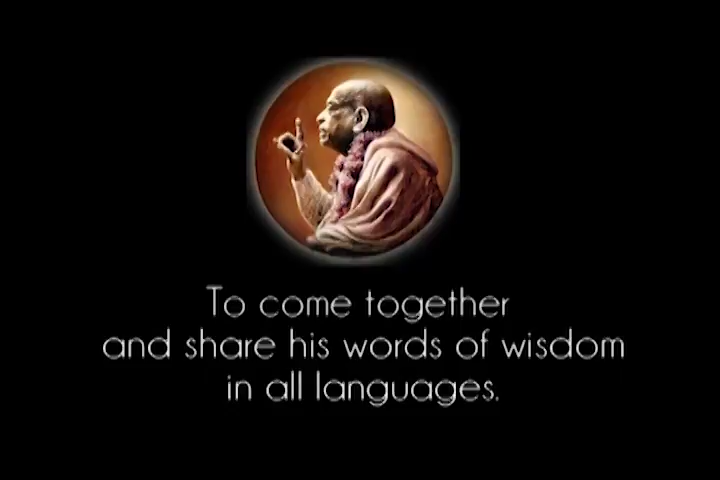 To come together
and share his words of wisdom
in all languages.